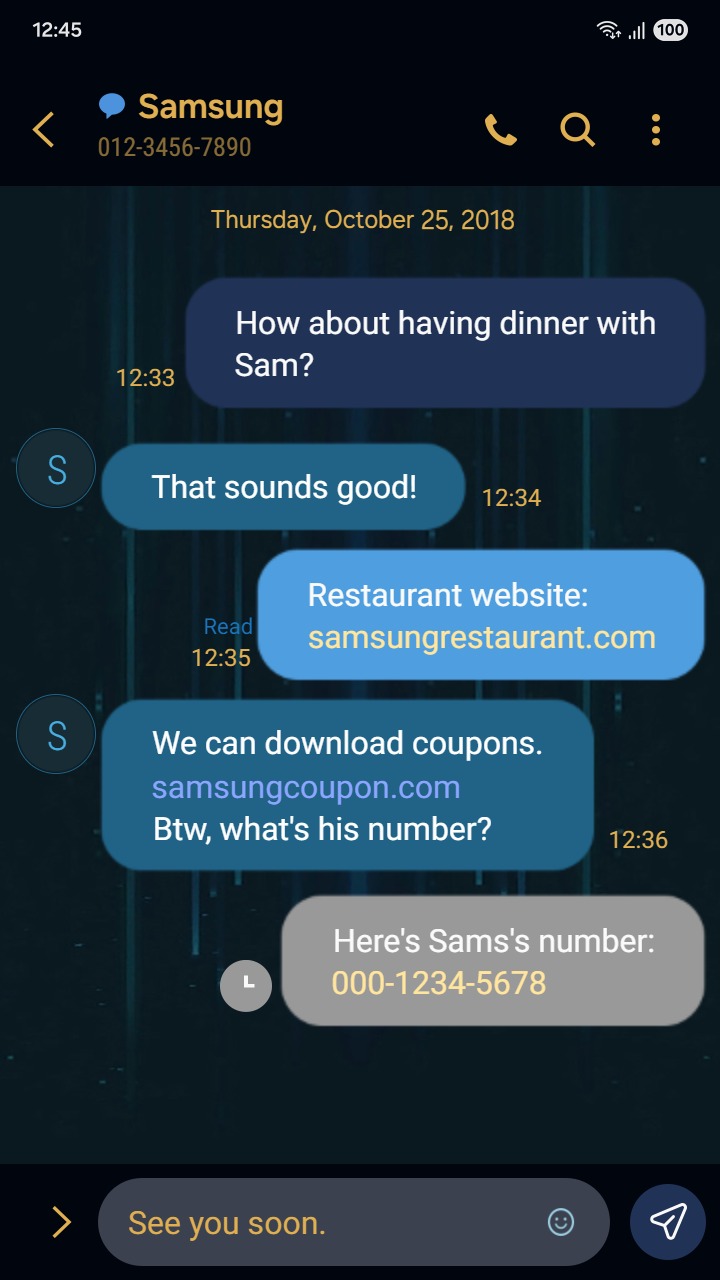 12:45
100
Samsung
012-3456-7890
Thursday, October 25, 2018
How about having dinner with
Sam?
12:33
S
That sounds good!
12:34
Restaurant website:
samsungrestaurant.com
Read
12:35
S
We can download coupons.
samsungcoupon.com
Btw, what's his number?
12:36
Here's Sams's number:
000-1234-5678
See you soon.